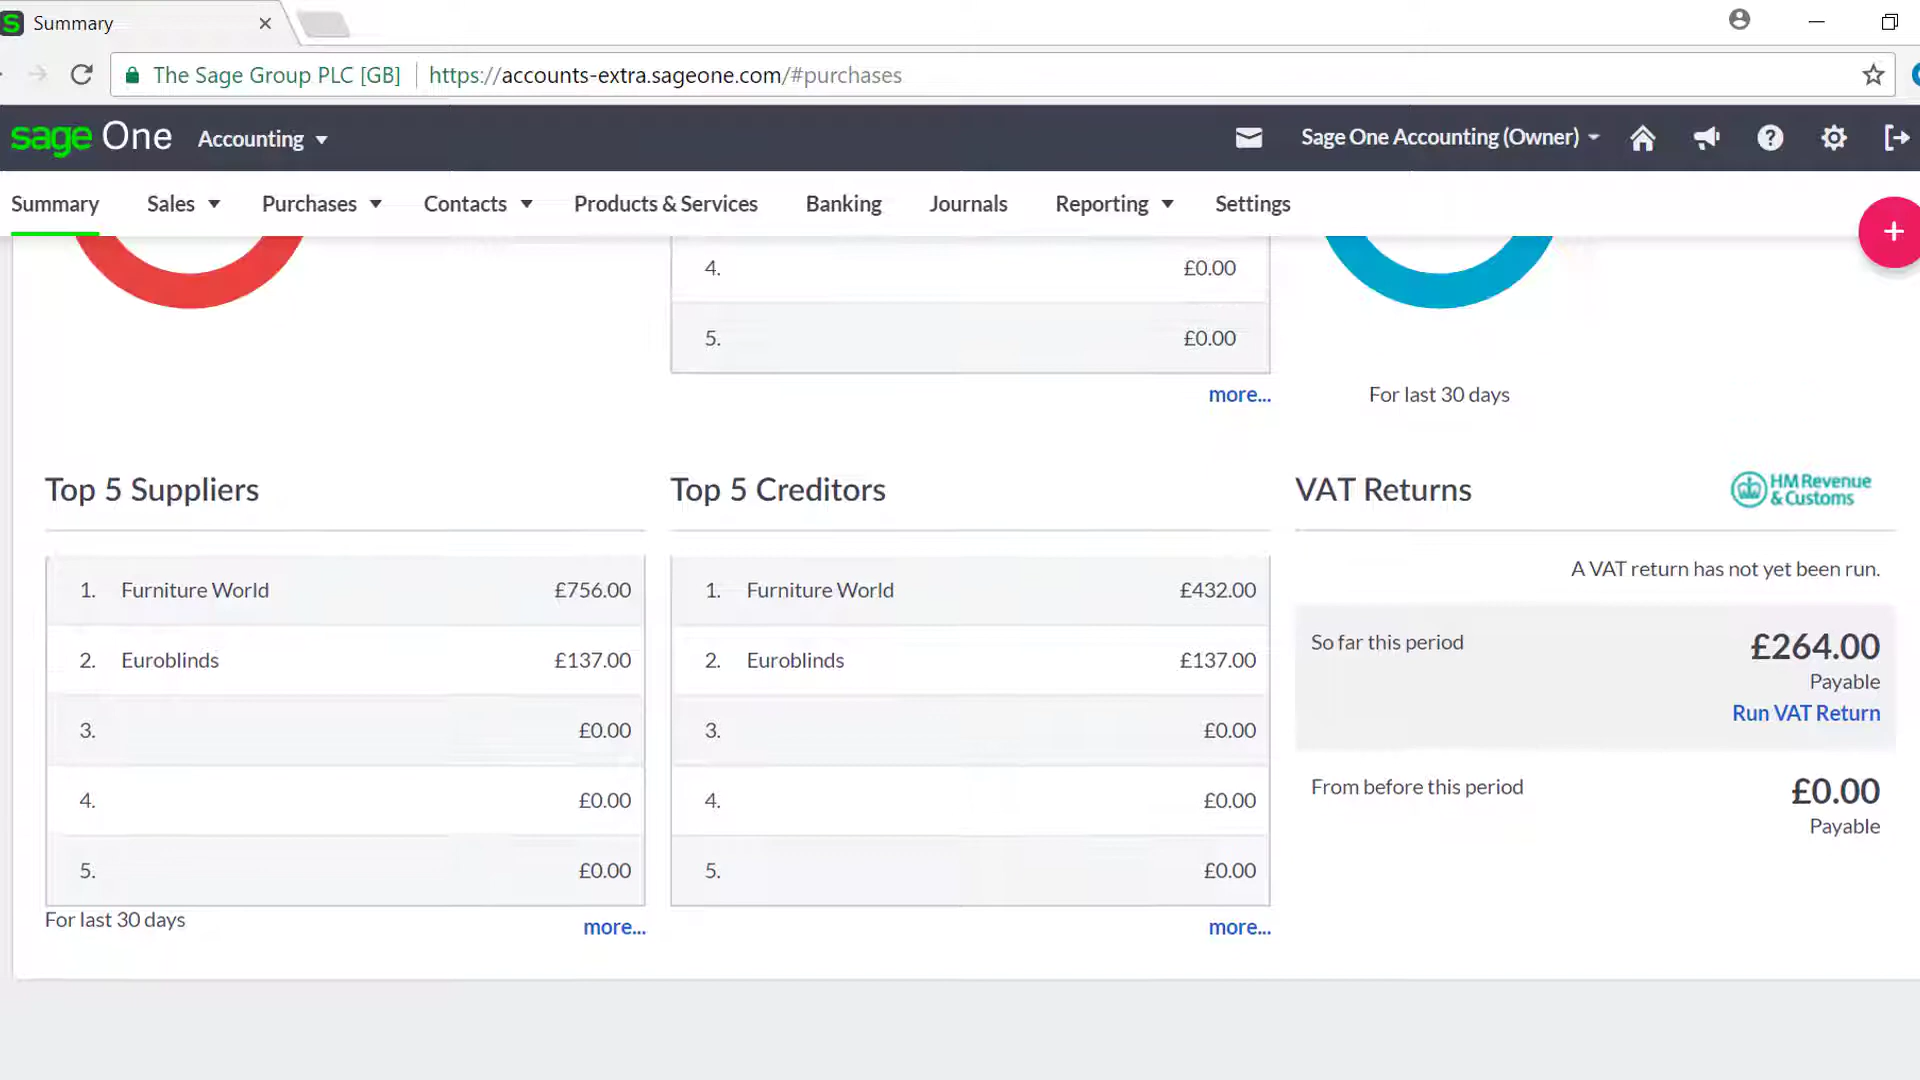 S Summary
The Sage Group PLC [GB] https://accounts-extra.sageone.com/#purchases
sage One Accounting Sage One Accounting (Owner)
Summary Sales Purchases Contacts Products & Services Banking Journals Reporting Settings
4. £0.00
5. £0.00
more...
For last 30 days
Top 5 Suppliers
1. Furniture World £756.00
2. Euroblinds £137.00
3. £0.00
4. £0.00
5. £0.00
For last 30 days
more...
Top 5 Creditors
1. Furniture World £432.00
2. Euroblinds £137.00
3. £0.00
4. £0.00
5. £0.00
more...
VAT Returns
HM Revenue
& Customs
A VAT return has not yet been run.
So far this period £264.00
Payable
Run VAT Return
From before this period £0.00
Payable